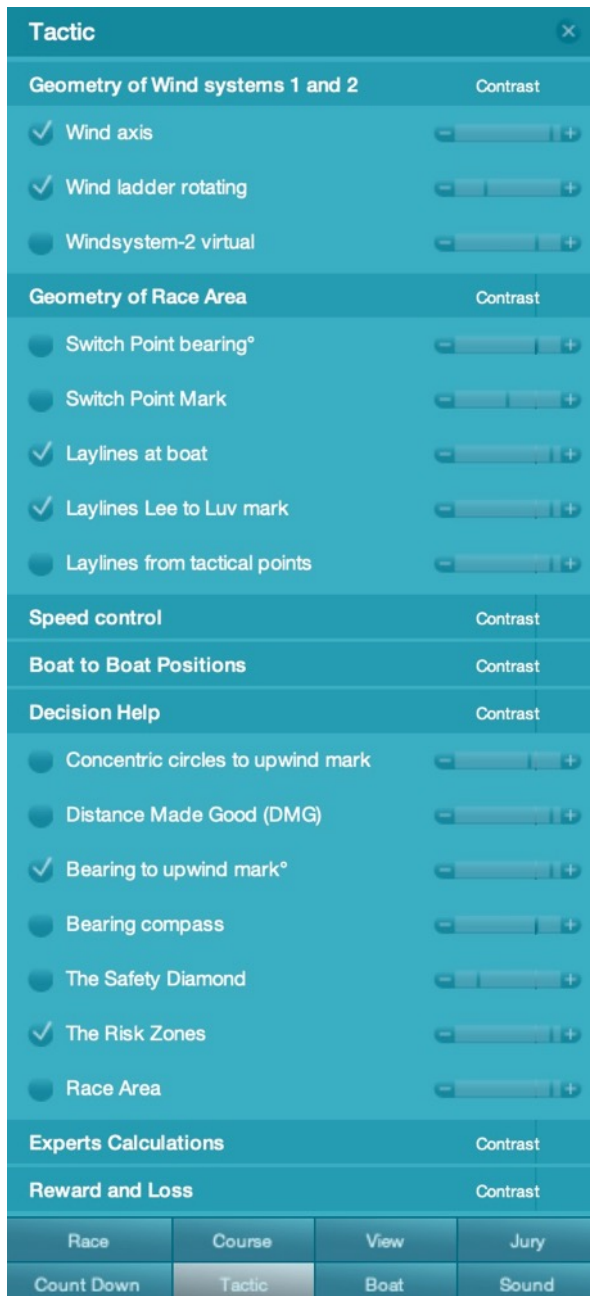 Tactic
Geometry of Wind systems 1 and 2 Contrast
Wind axis
Wind ladder rotating
Windsystem-2 virtual
Geometry of Race Area Contrast
Switch Point bearing°
Switch Point Mark
Laylines at boat
Laylines Lee to Luv mark
Laylines from tactical points
Speed control Contrast
Boat to Boat Positions Contrast
Decision Help Contrast
Concentric circles to upwind mark
Distance Made Good (DMG)
Bearing to upwind mark°
Bearing compass
The Safety Diamond
The Risk Zones
Race Area
Experts Calculations Contrast
Reward and Loss Contrast
Race Course View Jury
Count Down Tactic Boat Sound